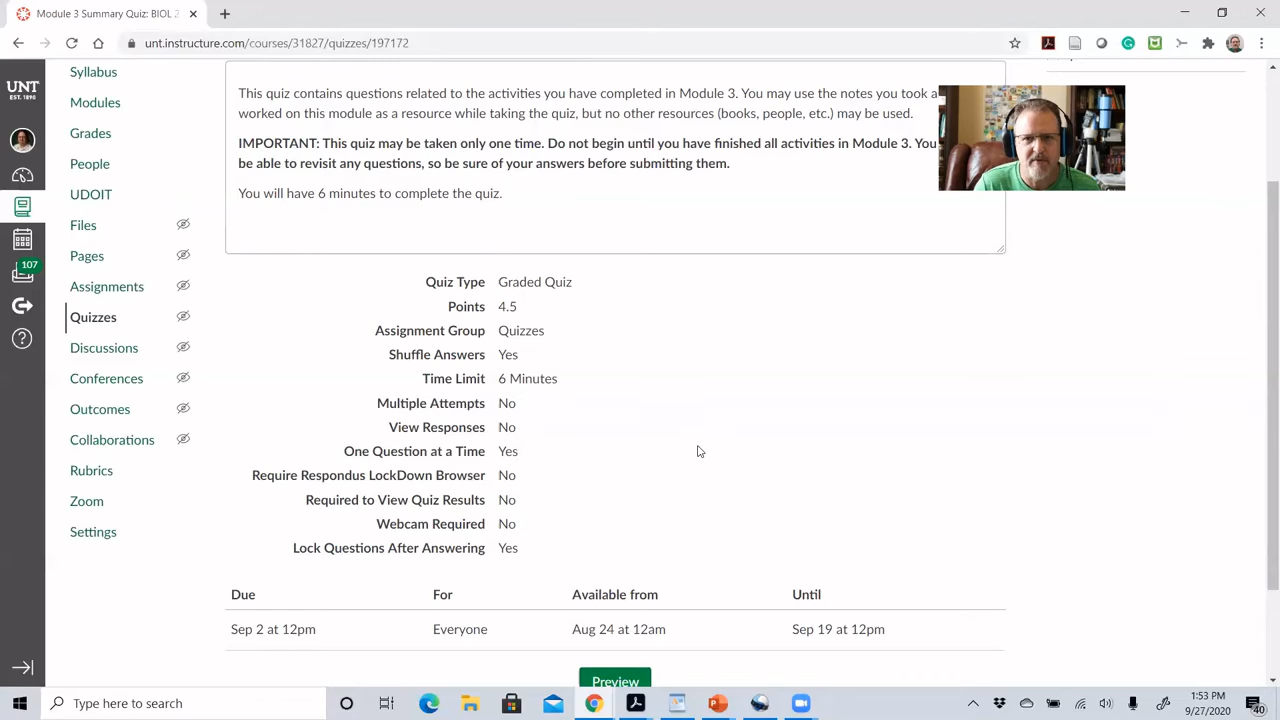 Module 3 Summary Quiz: BIOL 2
unt.instructure.com/courses/31827/quizzes/197172
UNT
EST. 1890
107
Syllabus
Modules
Grades
People
UDOIT
Files
Pages
Assignments
Quizzes
Discussions
Conferences
Outcomes
Collaborations
Rubrics
Zoom
Settings
This quiz contains questions related to the activities you have completed in Module 3. You may use the notes you took a
worked on this module as a resource while taking the quiz, but no other resources (books, people, etc.) may be used.
IMPORTANT: This quiz may be taken only one time. Do not begin until you have finished all activities in Module 3. You
be able to revisit any questions, so be sure of your answers before submitting them.
You will have 6 minutes to complete the quiz.
Quiz Type Graded Quiz
Points 4.5
Assignment Group Quizzes
Shuffle Answers Yes
Time Limit 6 Minutes
Multiple Attempts No
View Responses No
One Question at a Time Yes
Require Respondus LockDown Browser No
Required to View Quiz Results No
Webcam Required No
Lock Questions After Answering Yes
Due For Available from Until
Sep 2 at 12pm Everyone Aug 24 at 12am Sep 19 at 12pm
Preview
Type here to search
1:53 PM
9/27/2020
40